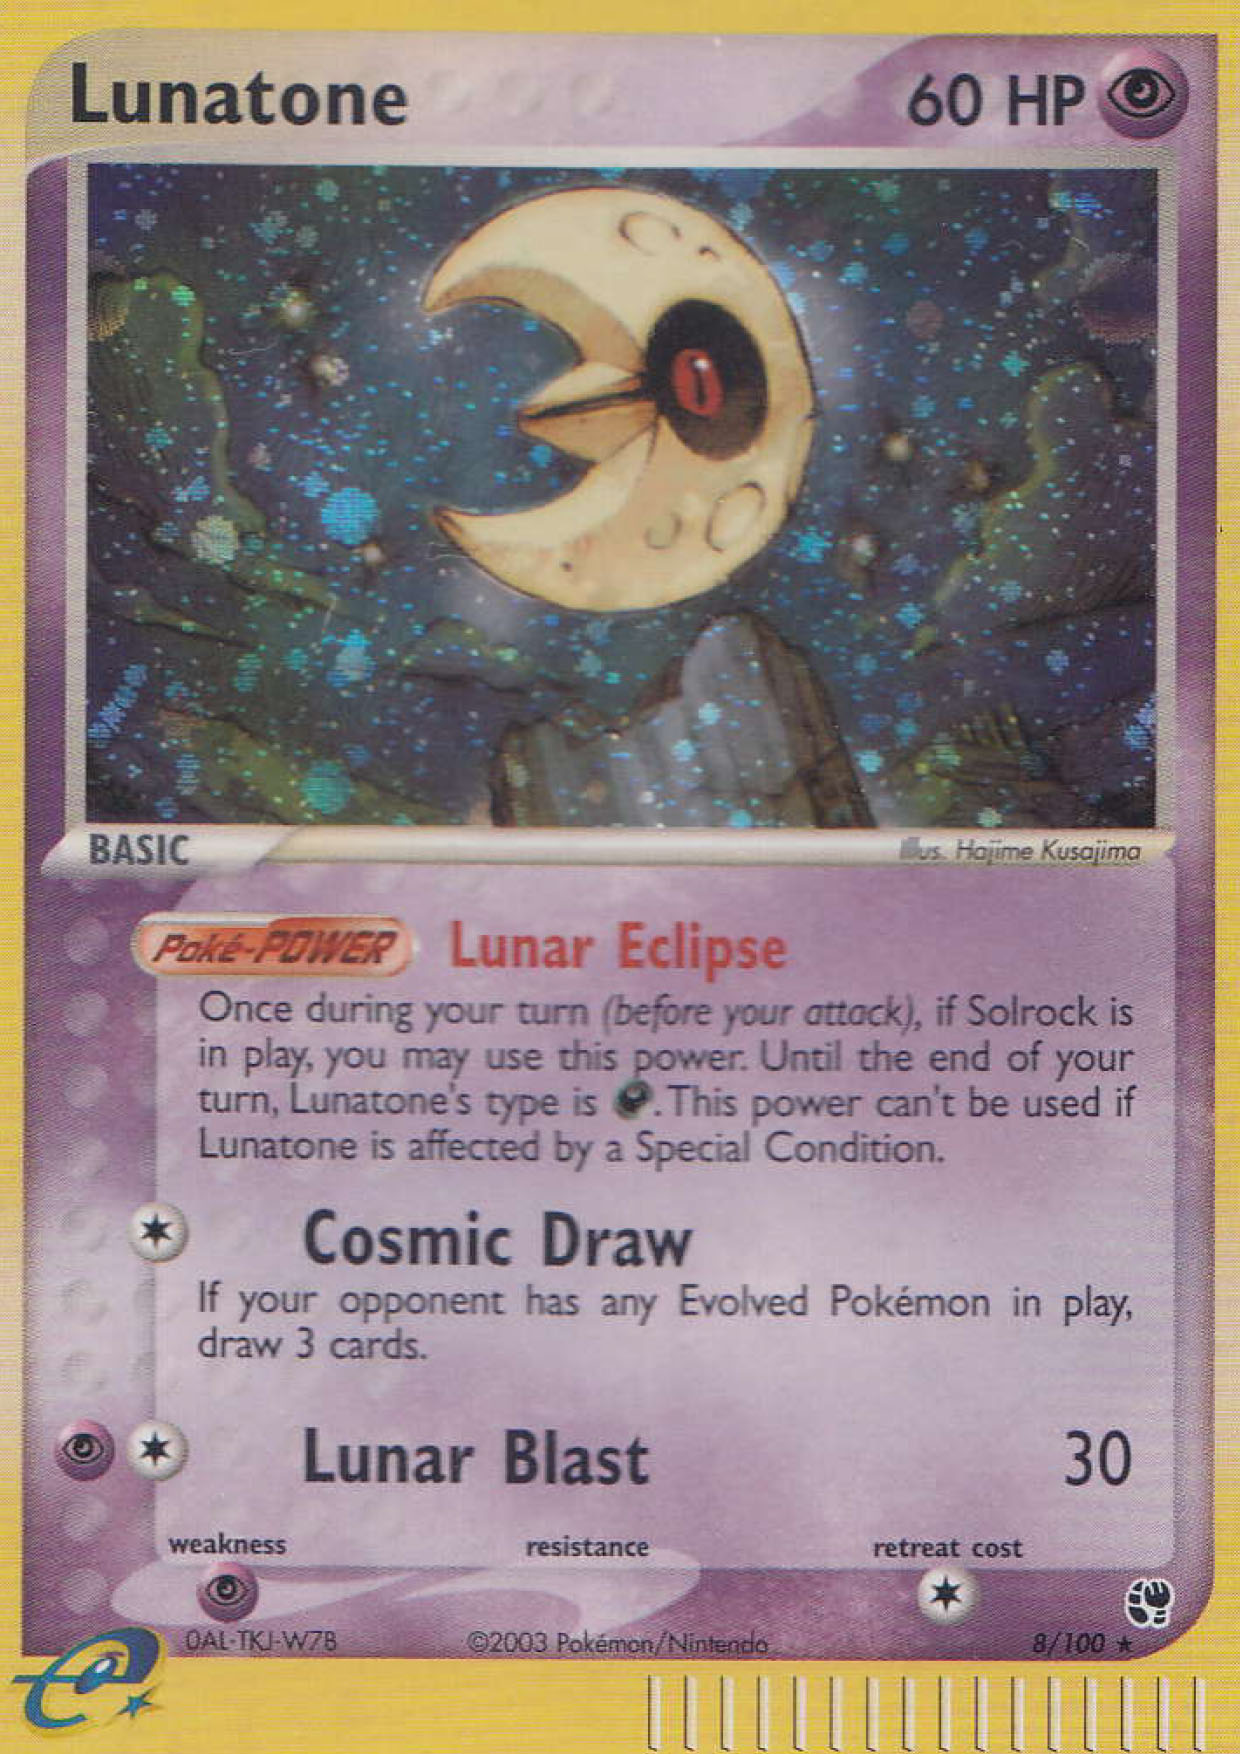 Lunatone 60 HP
BASIC
Illus. Hajime Kusajima
Poké-POWER Lunar Eclipse
Once during your turn (before your attack), if Solrock is
in play, you may use this power. Until the end of your
turn, Lunatone's type is . This power can't be used if
Lunatone is affected by a Special Condition.
Cosmic Draw
If your opponent has any Evolved Pokémon in play,
draw 3 cards.
Lunar Blast 30
weakness resistance retreat cost
0AL-TKJ-W7B ©2003 Pokémon/Nintendo 8/100 ★